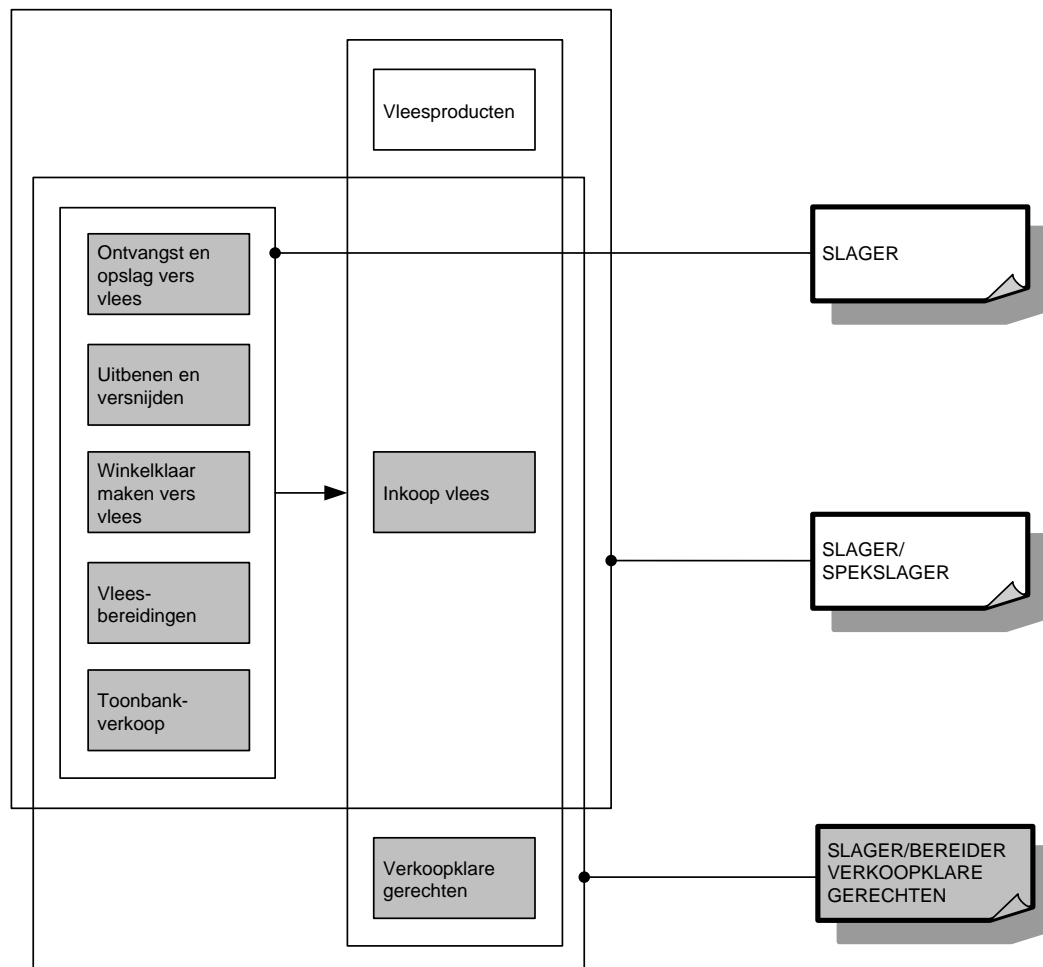 Vleesproducten
Ontvangst en
opslag vers
vlees
SLAGER
Uitbenen en
versnijden
Winkelklaar
maken vers
vlees
Inkoop vlees
SLAGER/
SPEKSLAGER
Vlees-
bereidingen
Toonbank-
verkoop
Verkoopklare
gerechten
SLAGER/BEREIDER
VERKOOPKLARE
GERECHTEN